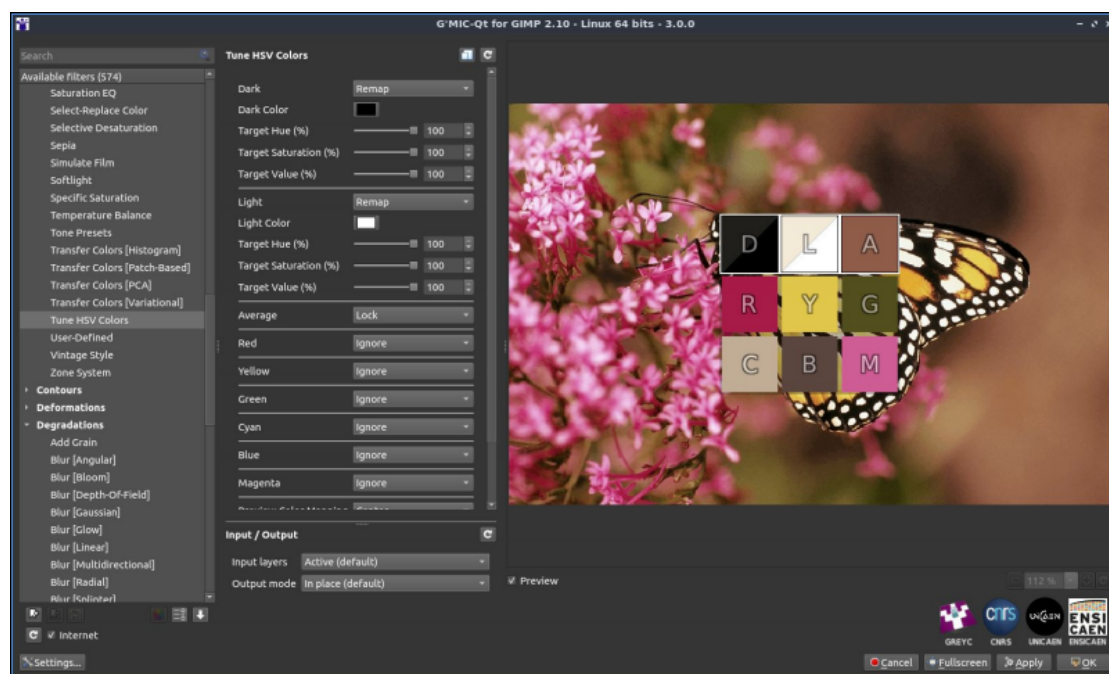 G'MIC-Qt for GIMP 2.10 - Linux 64 bits - 3.0.0
Search
Available filters (574)
Saturation EQ
Select-Replace Color
Selective Desaturation
Sepia
Simulate Film
Softlight
Specific Saturation
Temperature Balance
Tone Presets
Transfer Colors [Histogram]
Transfer Colors [Patch-Based]
Transfer Colors [PCA]
Transfer Colors [Variational]
Tune HSV Colors
User-Defined
Vintage Style
Zone System
Contours
Deformations
Degradations
Add Grain
Blur [Angular]
Blur [Bloom]
Blur [Depth-Of-Field]
Blur [Gaussian]
Blur [Glow]
Blur [Linear]
Blur [Multidirectional]
Blur [Radial]
Blur [Splinter]
Internet
Settings...
Tune HSV Colors
Dark Remap
Dark Color
Target Hue (%) 100
Target Saturation (%) 100
Target Value (%) 100
Light Remap
Light Color
Target Hue (%) 100
Target Saturation (%) 100
Target Value (%) 100
Average Lock
Red Ignore
Yellow Ignore
Green Ignore
Cyan Ignore
Blue Ignore
Magenta Ignore
Preview Color Mapping Center
Input / Output
Input layers Active (default)
Output mode In place (default)
D L A
R Y G
C B M
Preview
112 %
cnrs UNICAEN ENSI
CAEN
GREYC CNRS UNICAEN ENSICAEN
Cancel Fullscreen Apply OK